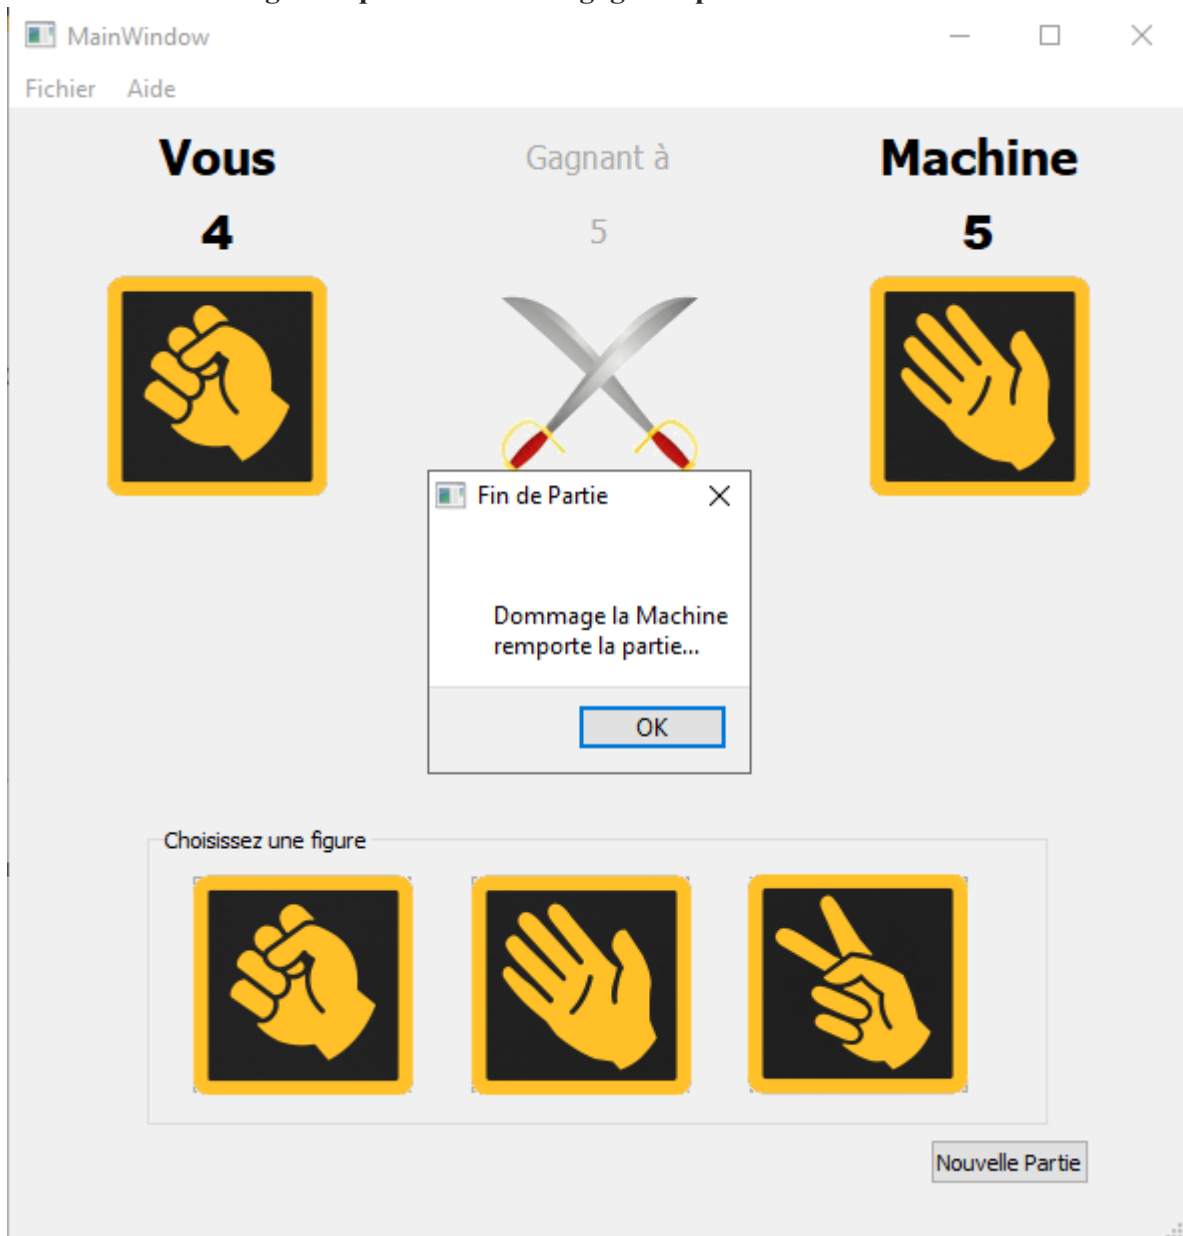 MainWindow
Fichier Aide
Vous Gagnant à Machine
4 5 5
Fin de Partie
Dommage la Machine
remporte la partie...
OK
Choisissez une figure
Nouvelle Partie